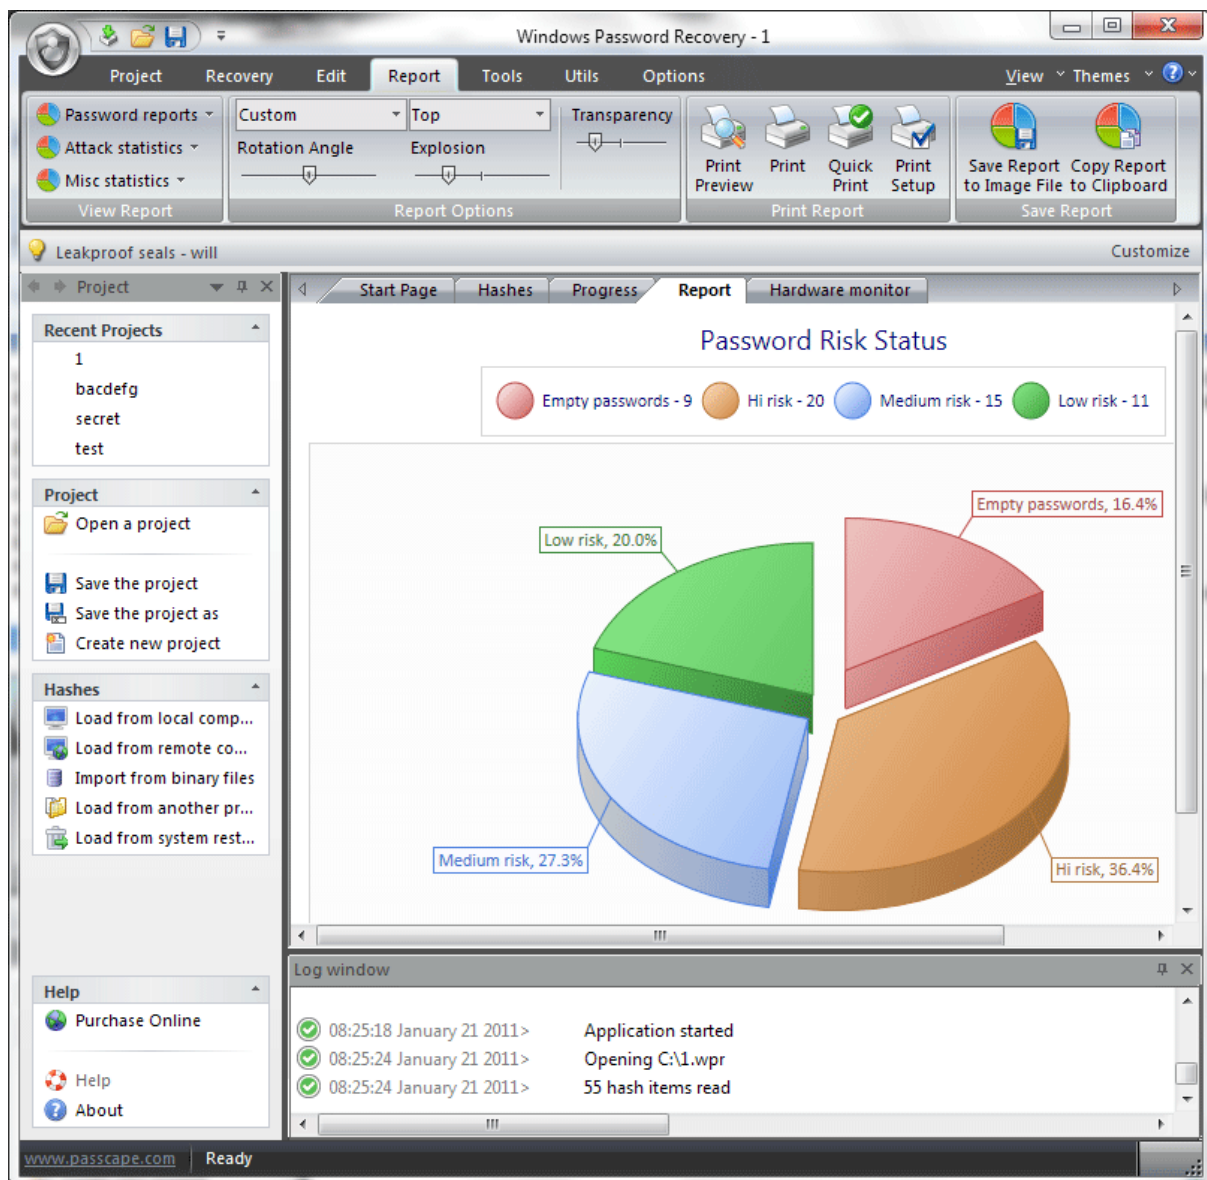 Windows Password Recovery - 1
Project Recovery Edit Report Tools Utils Options View Themes
Password reports
Attack statistics
Misc statistics
View Report
Custom Top Transparency
Rotation Angle Explosion
Report Options
Print Preview
Print
Quick Print
Print Setup
Print Report
Save Report to Image File
Copy Report to Clipboard
Save Report
Leakproof seals - will
Customize
Project
Recent Projects
1
bacdefg
secret
test
Project
Open a project
Save the project
Save the project as
Create new project
Hashes
Load from local comp...
Load from remote co...
Import from binary files
Load from another pr...
Load from system rest...
Help
Purchase Online
Help
About
Start Page Hashes Progress Report Hardware monitor
Password Risk Status
Empty passwords - 9 Hi risk - 20 Medium risk - 15 Low risk - 11
Empty passwords, 16.4%
Low risk, 20.0%
Medium risk, 27.3%
Hi risk, 36.4%
Log window
08:25:18 January 21 2011> Application started
08:25:24 January 21 2011> Opening C:\1.wpr
08:25:24 January 21 2011> 55 hash items read
www.passcape.com Ready